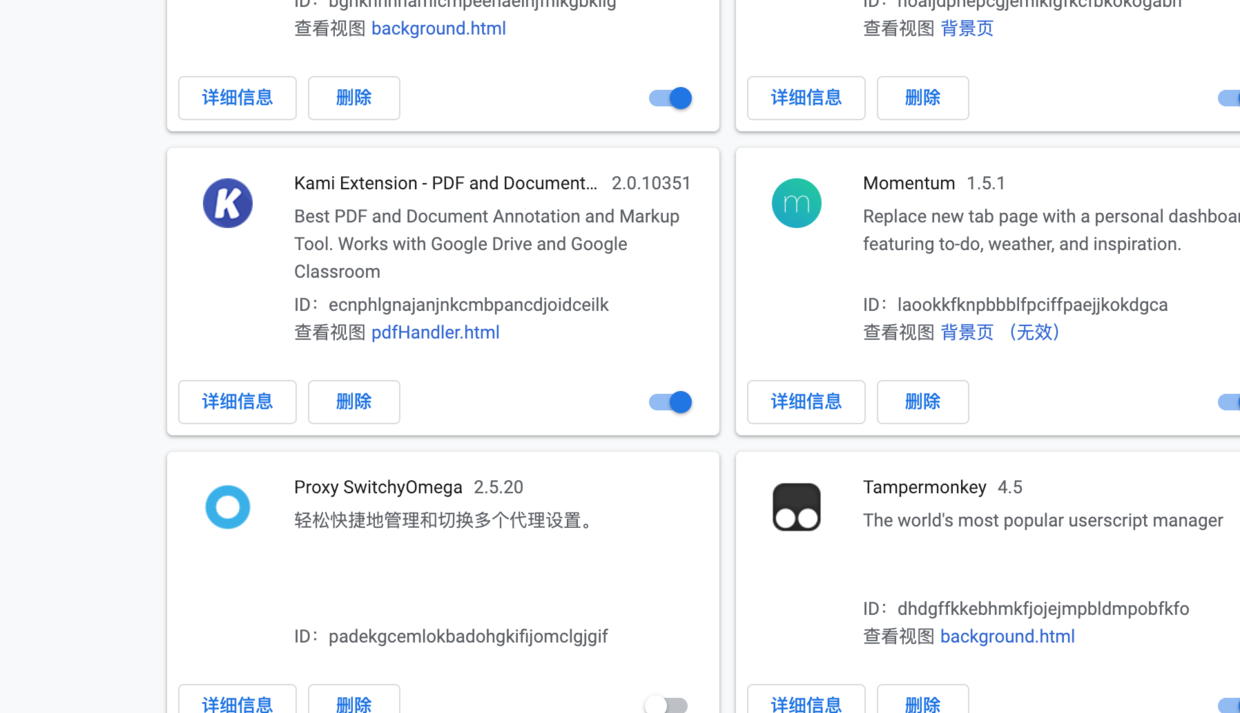 查看视图 background.html
查看视图 背景页
详细信息 删除
详细信息 删除
Kami Extension - PDF and Document... 2.0.10351
Best PDF and Document Annotation and Markup
Tool. Works with Google Drive and Google
Classroom
ID： ecnphlgnajanjnkcmbpancdjoidceilk
查看视图 pdfHandler.html
详细信息 删除
Momentum 1.5.1
Replace new tab page with a personal
featuring to-do, weather, and inspiration.
ID： laookkfknpbbblfpciffpaejjkokdgca
查看视图 背景页 （无效）
详细信息 删除
Proxy SwitchyOmega 2.5.20
轻松快捷地管理和切换多个代理设置。
ID： padekgcemlokbadohgkifijomclgjgif
详细信息 删除
Tampermonkey 4.5
The world's most popular userscript manager
ID： dhdgffkkebhmkfjojejmpbldmpobfkfo
查看视图 background.html
详细信息 删除